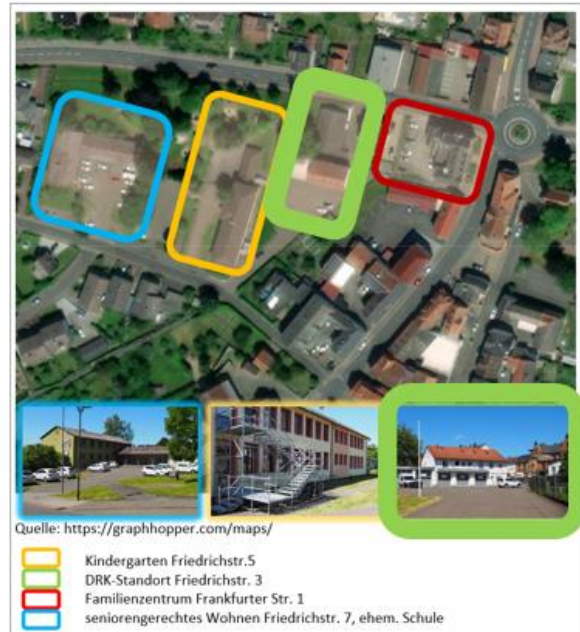 Quelle: https://graphhopper.com/maps/
Kindergarten Friedrichstr.5
DRK-Standort Friedrichstr. 3
Familienzentrum Frankfurter Str. 1
seniorengerechtes Wohnen Friedrichstr. 7, ehem. Schule